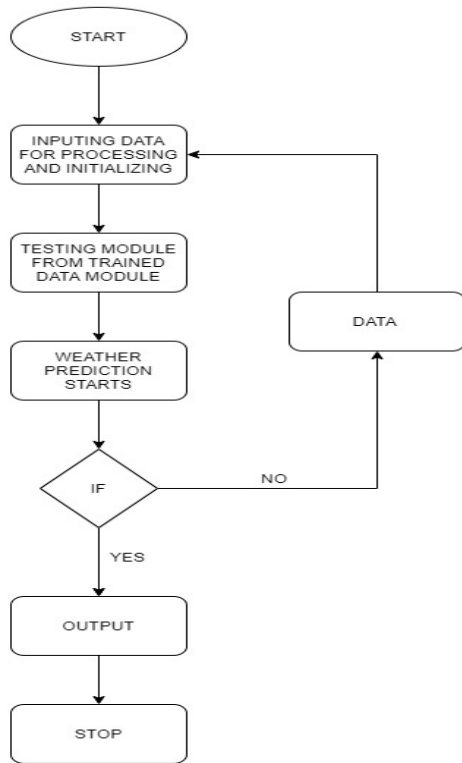 START
INPUTING DATA
FOR PROCESSING
AND INITIALIZING
TESTING MODULE
FROM TRAINED
DATA MODULE
DATA
WEATHER
PREDICTION
STARTS
IF
NO
YES
OUTPUT
STOP